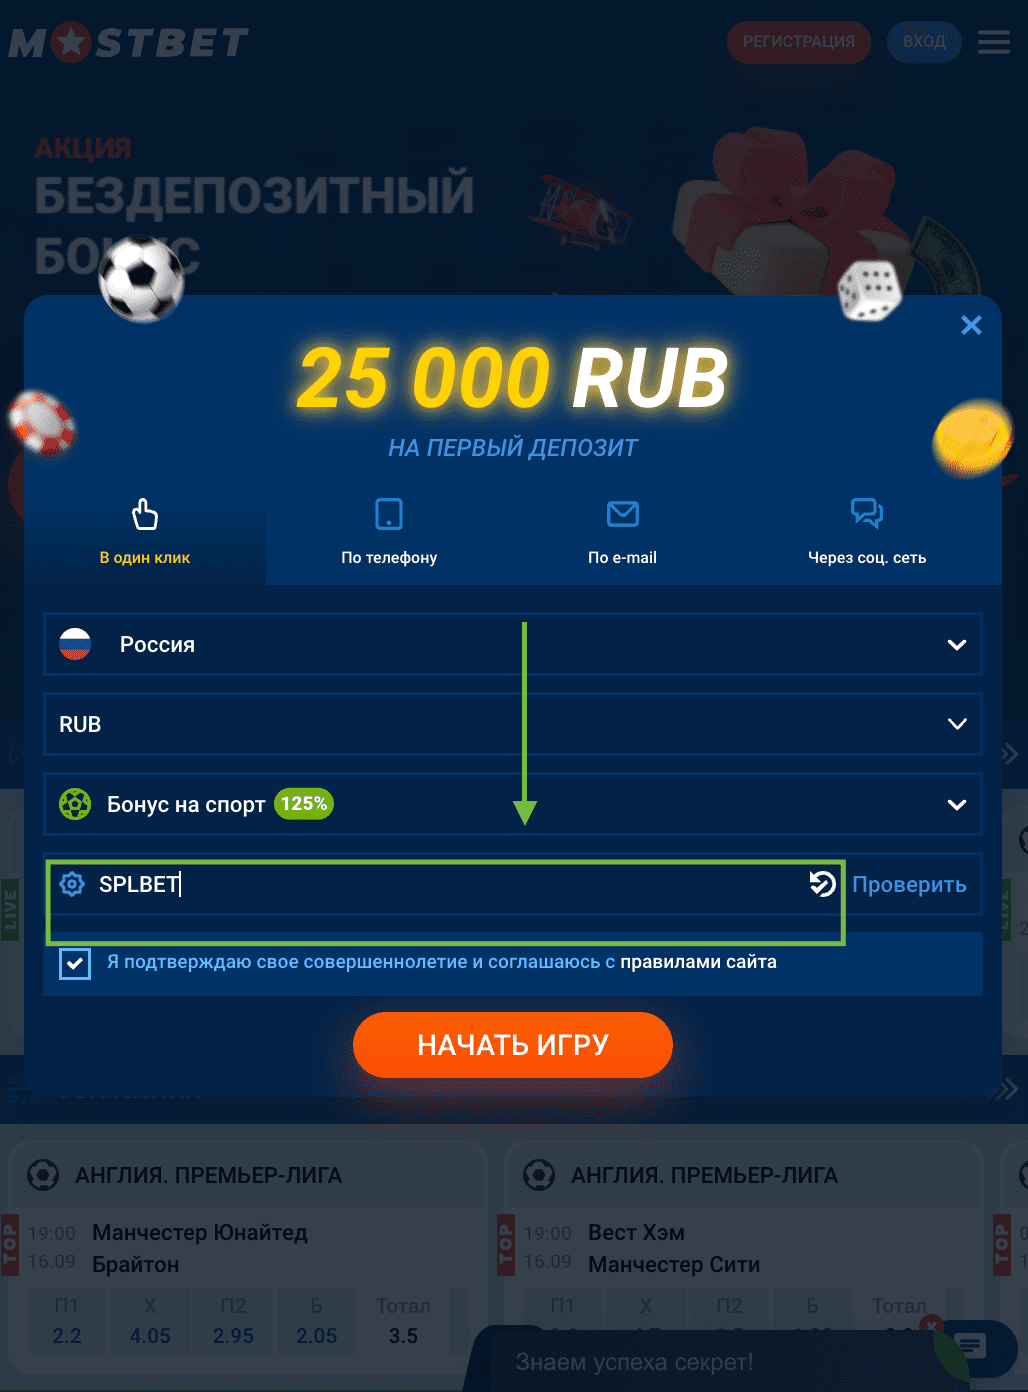 MOSTBET
РЕГИСТРАЦИЯ
ВХОД
АКЦИЯ
БЕЗДЕПОЗИТНЫЙ
БОНУС
25 000 RUB
НА ПЕРВЫЙ ДЕПОЗИТ
В один клик
По телефону
По e-mail
Через соц. сеть
Россия
RUB
Бонус на спорт 125%
SPLBET
Проверить
LIVE
LIVE
Я подтверждаю свое совершеннолетие и соглашаюсь с правилами сайта
НАЧАТЬ ИГРУ
АНГЛИЯ. ПРЕМЬЕР-ЛИГА
TOP
19:00 Манчестер Юнайтед
16.09 Брайтон
П1 X П2 Б Тотал
2.2 4.05 2.95 2.05 3.5
АНГЛИЯ. ПРЕМЬЕР-ЛИГА
TOP
19:00 Вест Хэм
16.09 Манчестер Сити
П1 X П2 Б Тотал
TOP
Знаем успеха секрет!